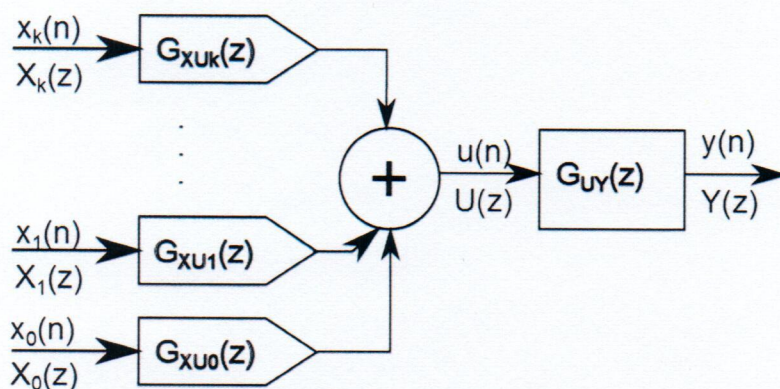 x_k(n)
X_k(z)
G_XUk(z)
+
u(n)
U(z)
G_UY(z)
y(n)
Y(z)
x_1(n)
X_1(z)
G_XU1(z)
x_0(n)
X_0(z)
G_XU0(z)